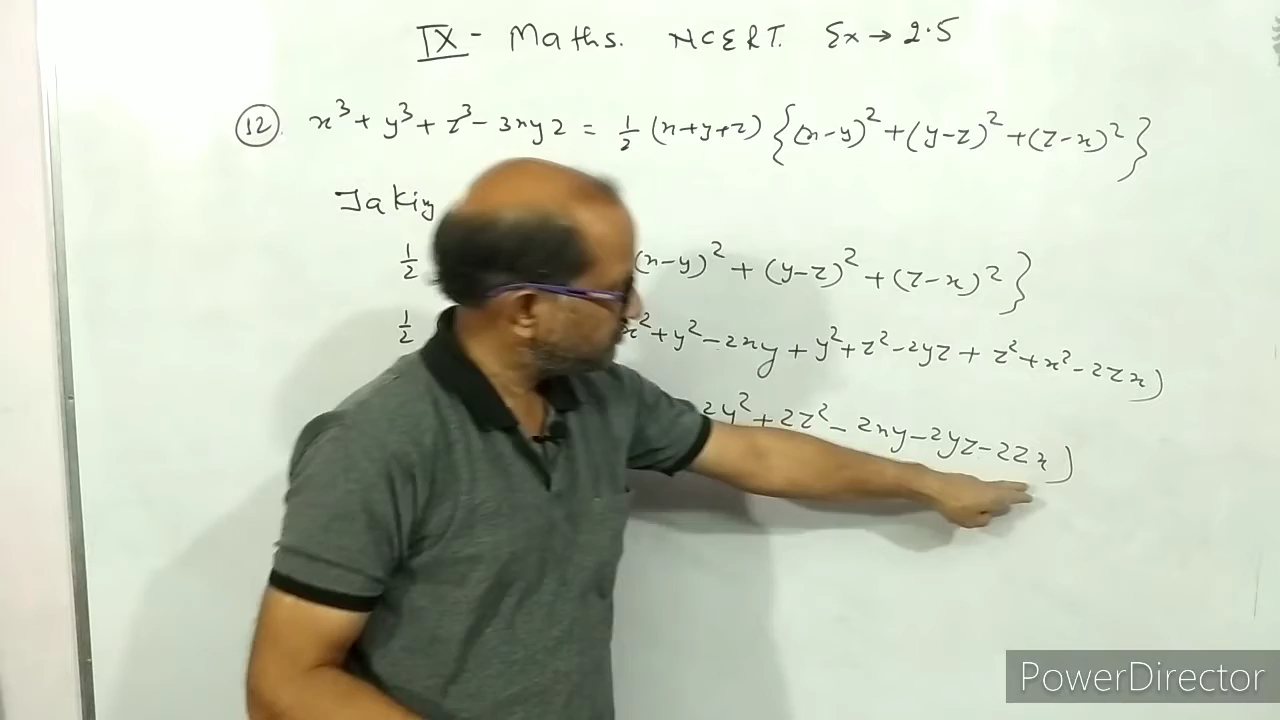 IX - Maths. NCERT. Ex → 2.5
12. x³ + y³ + z³ - 3xyz = 1/2 (x+y+z) {(x-y)² + (y-z)² + (z-x)²}
Taking
1/2 (x-y)² + (y-z)² + (z-x)²}
1/2 x² + y² - 2xy + y² + z² - 2yz + z² + x² - 2zx)
2y² + 2z² - 2xy - 2yz - 2zx)
PowerDirector